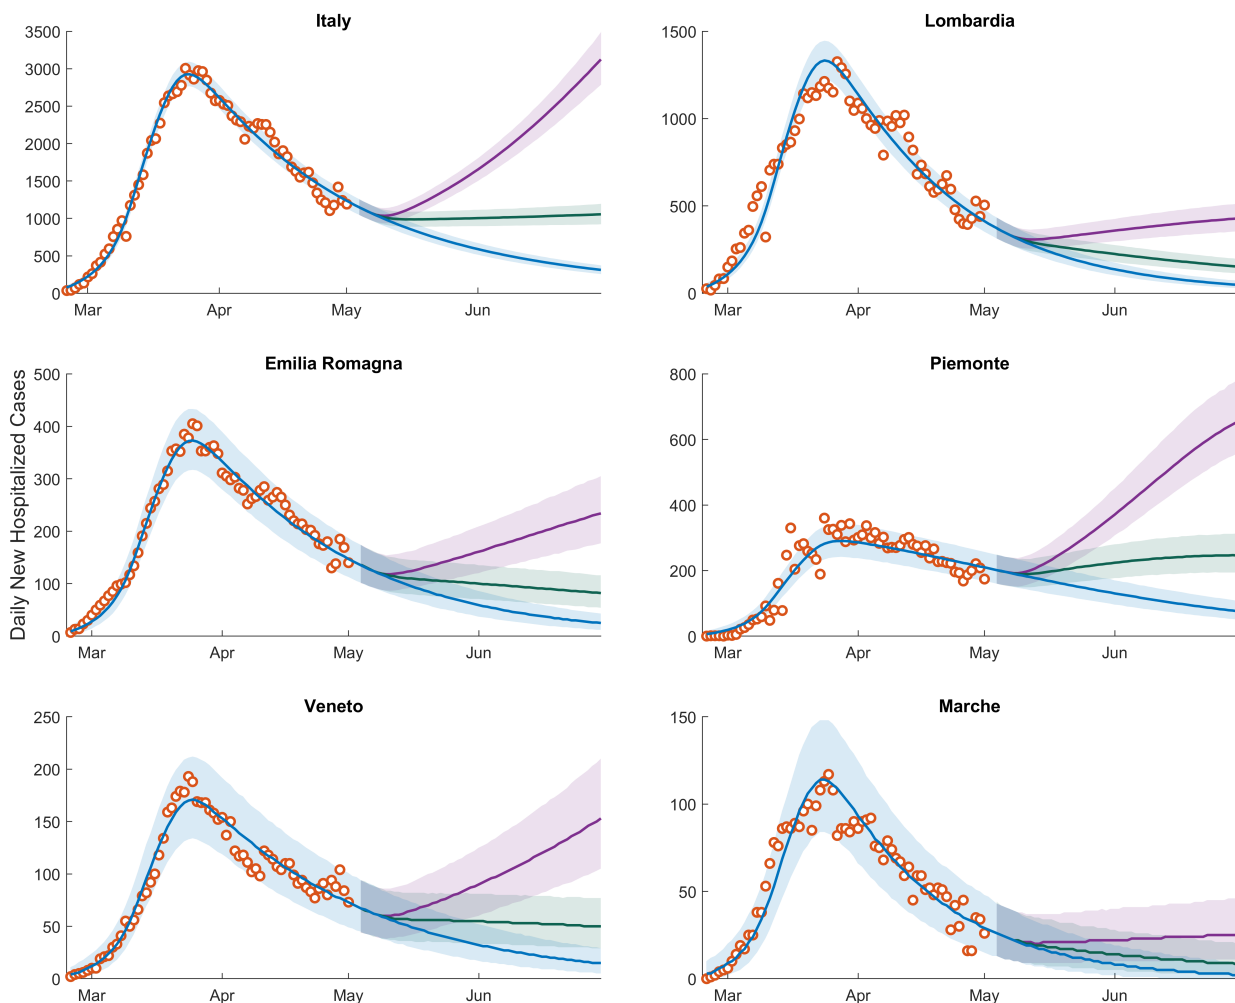 Italy
3500
3000
2500
2000
1500
1000
500
0
Mar Apr May Jun
Lombardia
1500
1000
500
0
Mar Apr May Jun
Daily New Hospitalized Cases
Emilia Romagna
500
400
300
200
100
0
Mar Apr May Jun
Piemonte
800
600
400
200
0
Mar Apr May Jun
Veneto
250
200
150
100
50
0
Mar Apr May Jun
Marche
150
100
50
0
Mar Apr May Jun